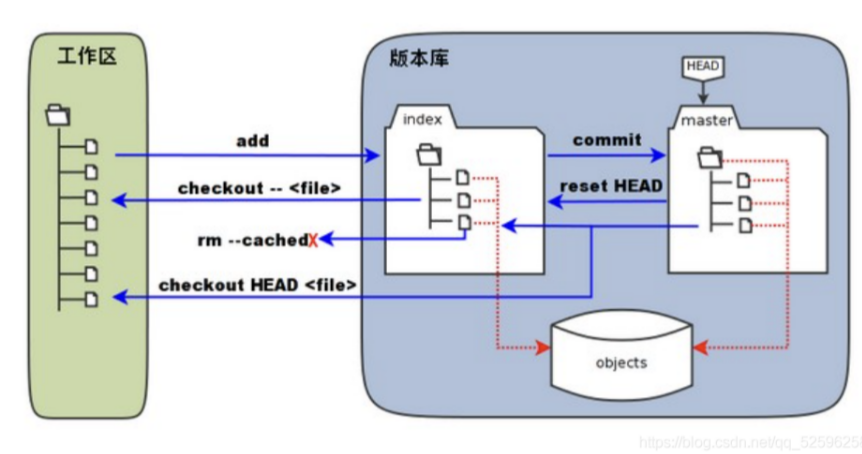 工作区
版本库
HEAD
index
master
add
commit
checkout -- <file>
reset HEAD
rm --cachedX
checkout HEAD <file>
objects
https://blog.csdn.net/qq_5259625